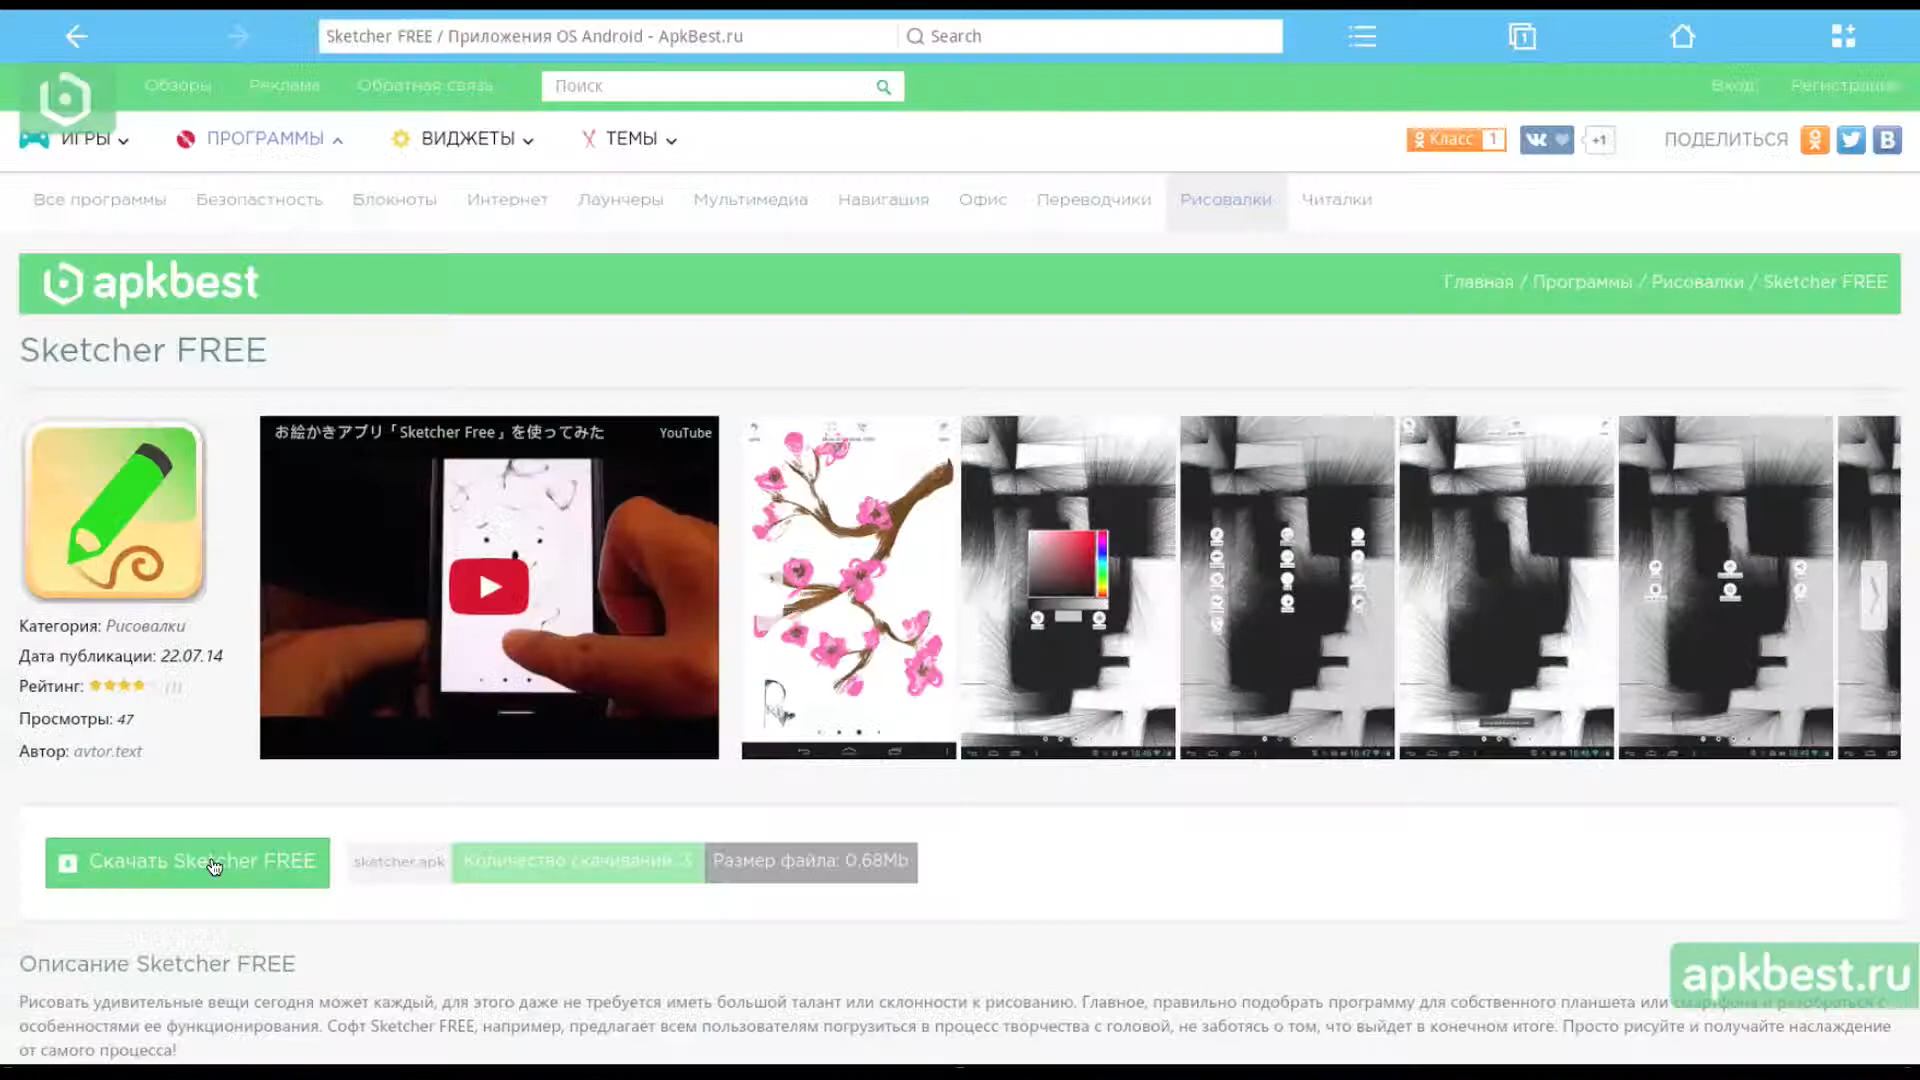 Sketcher FREE / Приложения OS Android - ApkBest.ru
Search
1
Обзоры
Реклама
Обратная связь
Поиск
Вход
Регистрация
ИГРЫ
ПРОГРАММЫ
ВИДЖЕТЫ
ТЕМЫ
Класс 1
+1
ПОДЕЛИТЬСЯ
Все программы
Безопастность
Блокноты
Интернет
Лаунчеры
Мультимедиа
Навигация
Офис
Переводчики
Рисовалки
Читалки
apkbest
Главная / Программы / Рисовалки / Sketcher FREE
Sketcher FREE
お絵かきアプリ「Sketcher Free」を使ってみた
YouTube
Категория: Рисовалки
Дата публикации: 22.07.14
Рейтинг: (1)
Просмотры: 47
Автор: avtor.text
Скачать Sketcher FREE
sketcher.apk
Количество скачиваний: 3
Размер файла: 0.68Mb
Описание Sketcher FREE
apkbest.ru
Рисовать удивительные вещи сегодня может каждый, для этого даже не требуется иметь большой талант или склонности к рисованию. Главное, правильно подобрать программу для собственного планшета или смартфона и разобраться с
особенностями ее функционирования. Софт Sketcher FREE, например, предлагает всем пользователям погрузиться в процесс творчества с головой, не заботясь о том, что выйдет в конечном итоге. Просто рисуйте и получайте наслаждение
от самого процесса!